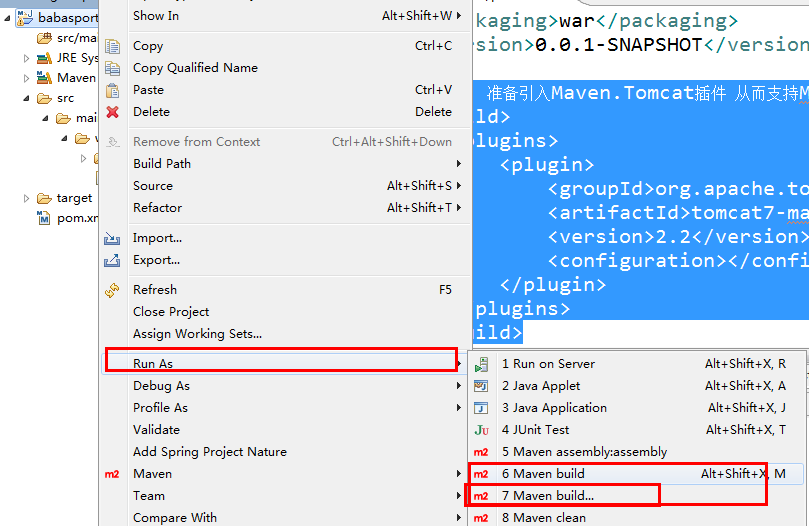 babasport
src/ma
JRE Sys
Maven
src
mai
w
target
pom.xm
Show In Alt+Shift+W
Copy Ctrl+C
Copy Qualified Name
Paste Ctrl+V
Delete Delete
Remove from Context Ctrl+Alt+Shift+Down
Build Path
Source Alt+Shift+S
Refactor Alt+Shift+T
Import...
Export...
Refresh F5
Close Project
Assign Working Sets...
Run As
Debug As
Profile As
Validate
Add Spring Project Nature
Maven
Team
Compare With
kaging>war</packaging>
sion>0.0.1-SNAPSHOT</version
准备引入Maven.Tomcat插件 从而支持M
ld>
plugins>
<plugin>
<groupId>org.apache.to
<artifactId>tomcat7-ma
<version>2.2</version>
<configuration></confi
</plugin>
plugins>
uild>
1 Run on Server Alt+Shift+X, R
2 Java Applet Alt+Shift+X, A
3 Java Application Alt+Shift+X, J
4 JUnit Test Alt+Shift+X, T
5 Maven assembly:assembly
6 Maven build Alt+Shift+X, M
7 Maven build...
8 Maven clean